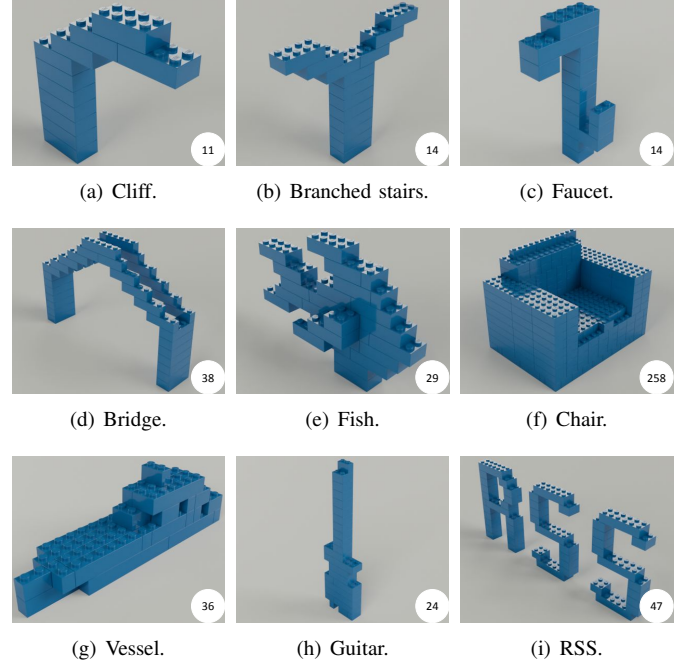 11
14
14
(a) Cliff.
(b) Branched stairs.
(c) Faucet.
38
29
258
(d) Bridge.
(e) Fish.
(f) Chair.
36
24
47
(g) Vessel.
(h) Guitar.
(i) RSS.